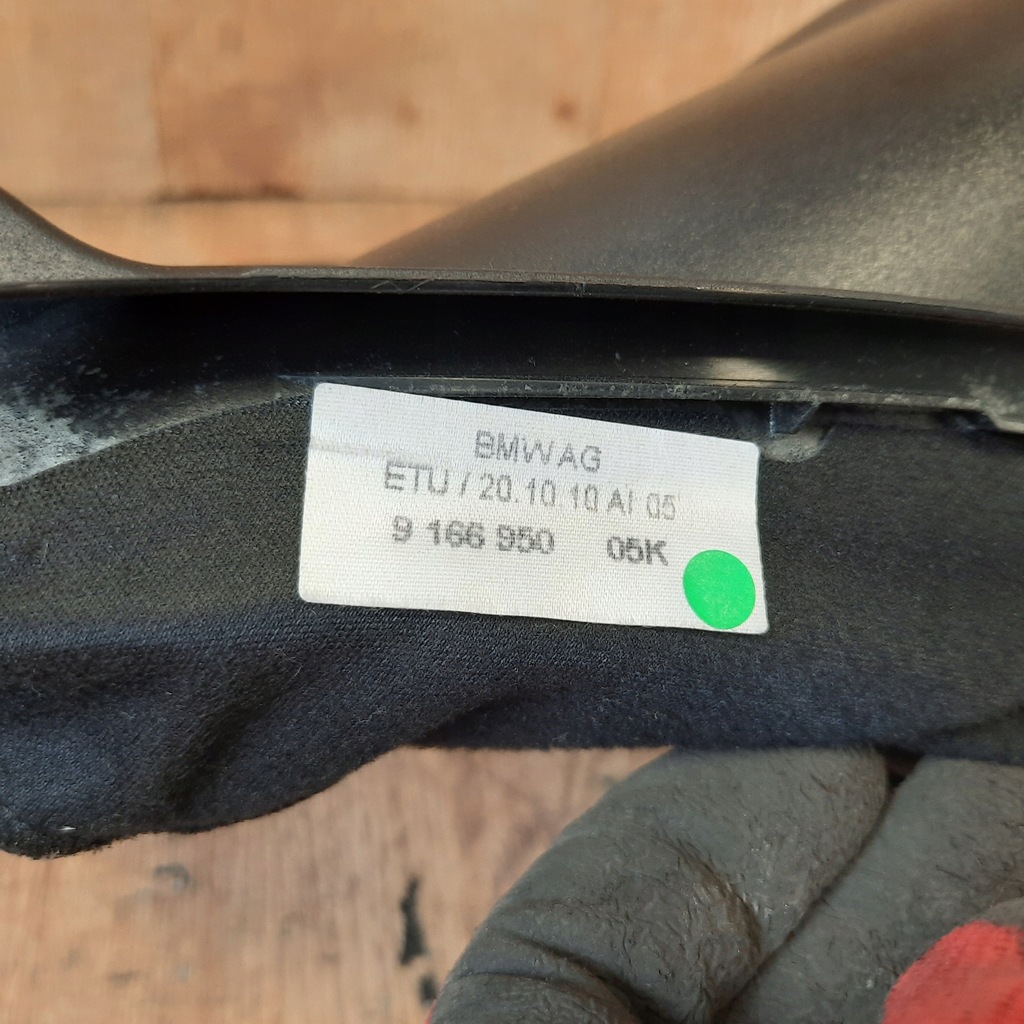 BMW AG
ETU / 20.10.10 AI 05
9 166 950 05K